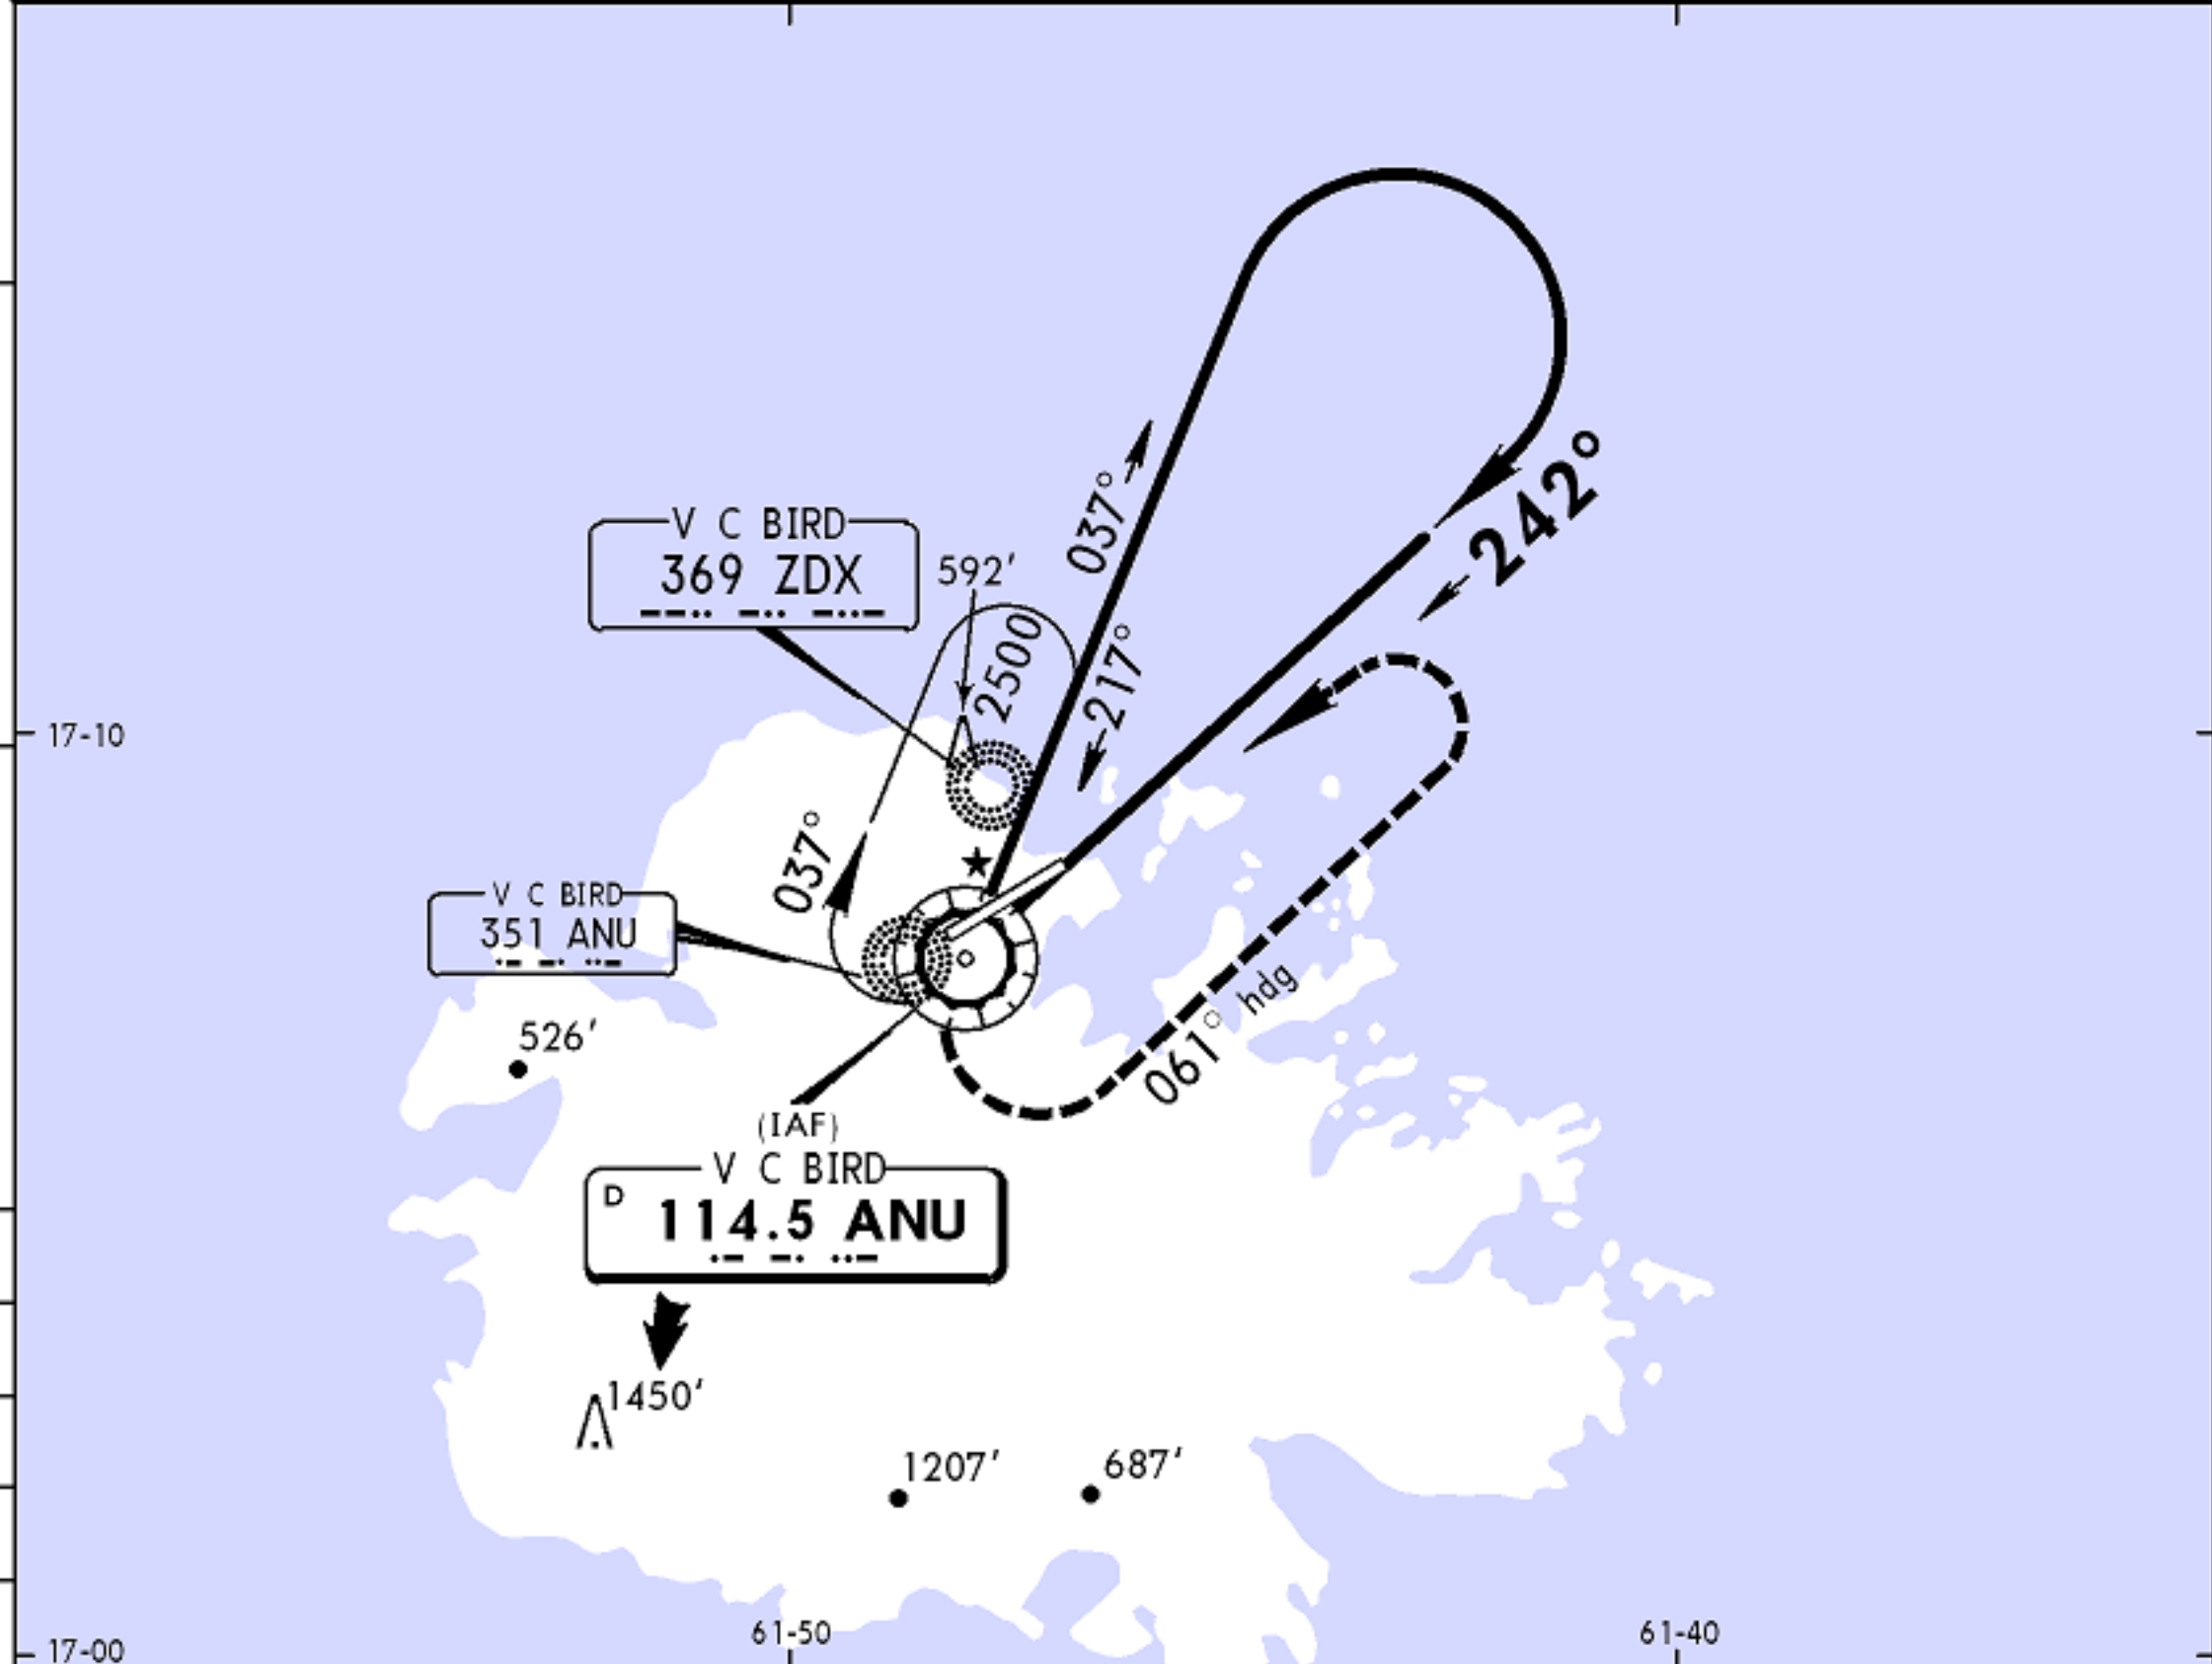 242°
037°
V C BIRD
369 ZDX
592'
2500
217°
17-10
037°
V C BIRD
351 ANU
526'
061° hdg
(IAF)
V C BIRD
D 114.5 ANU
1450'
1207'
687'
61-50
61-40
17-00